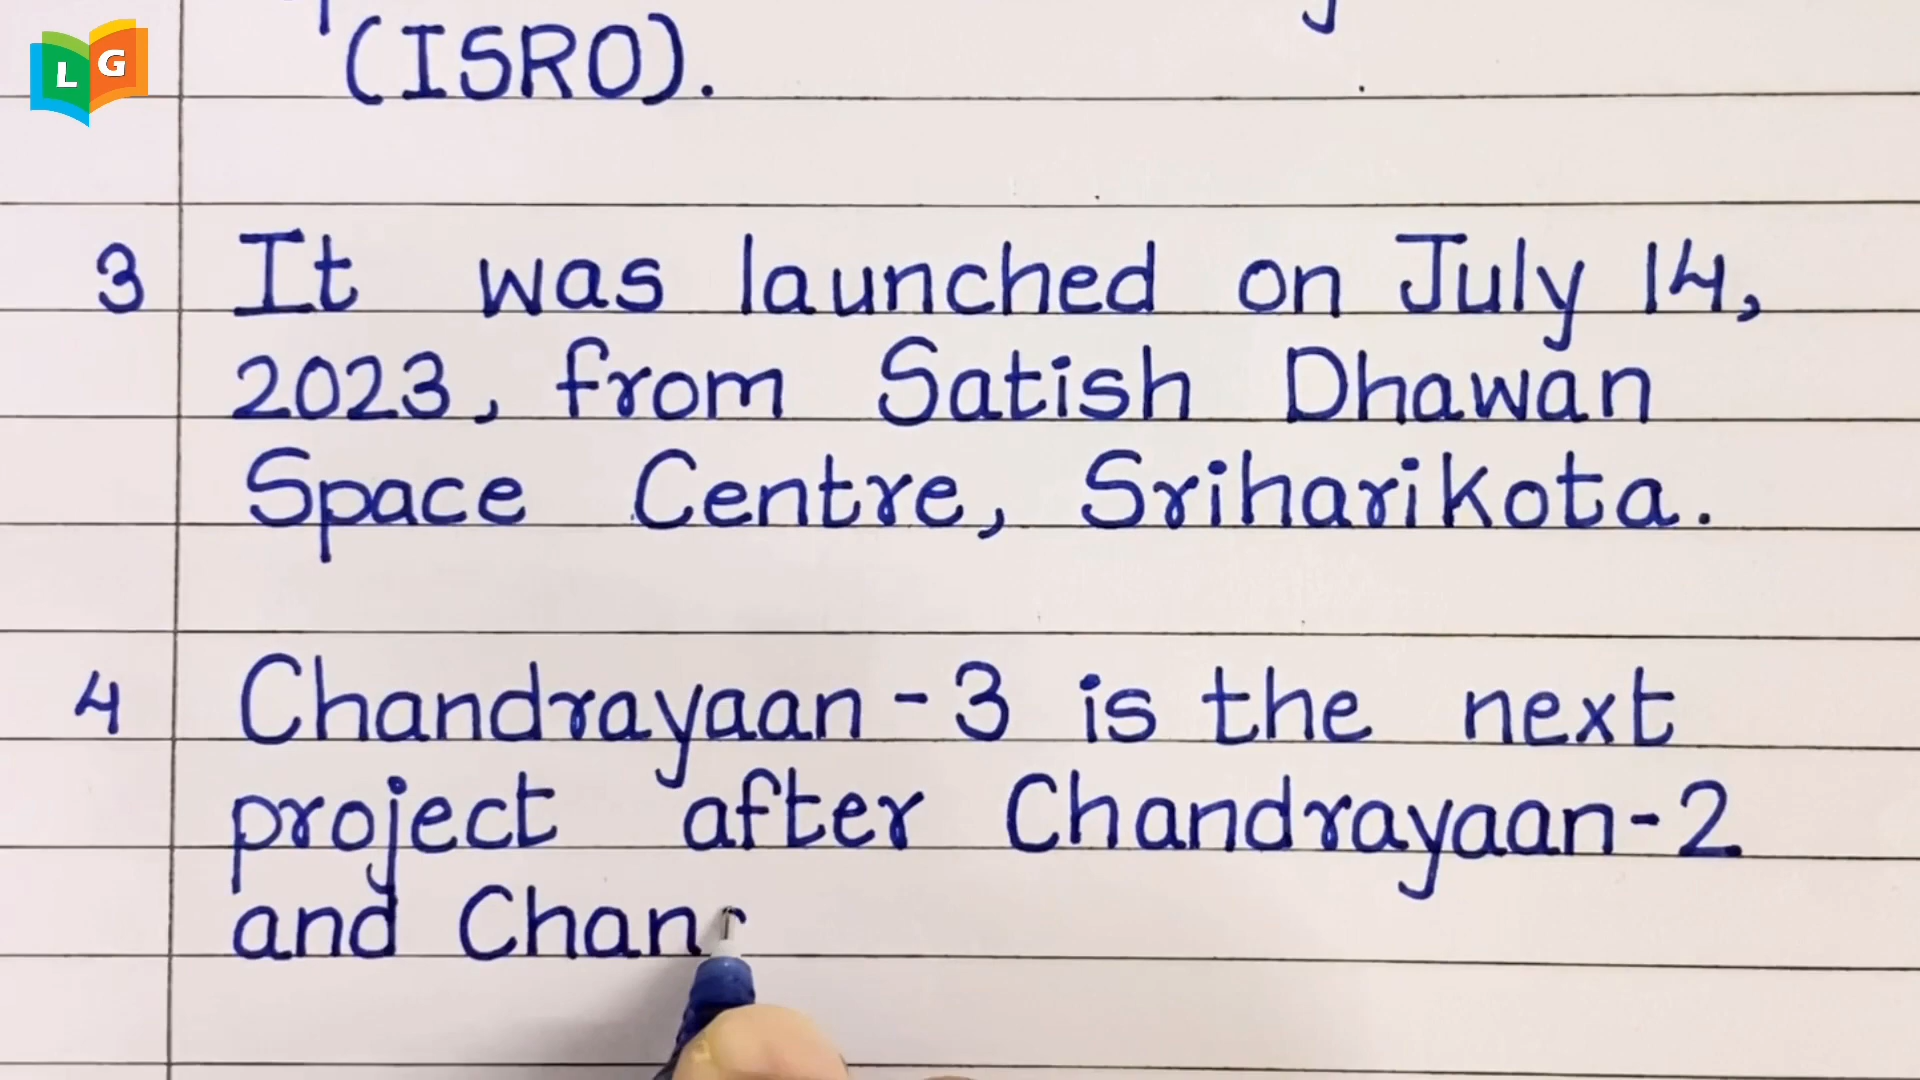 LG
(ISRO).
3 It was launched on July 14,
2023, from Satish Dhawan
Space Centre, Sriharikota.
4 Chandrayaan-3 is the next
project after Chandrayaan-2
and Chan